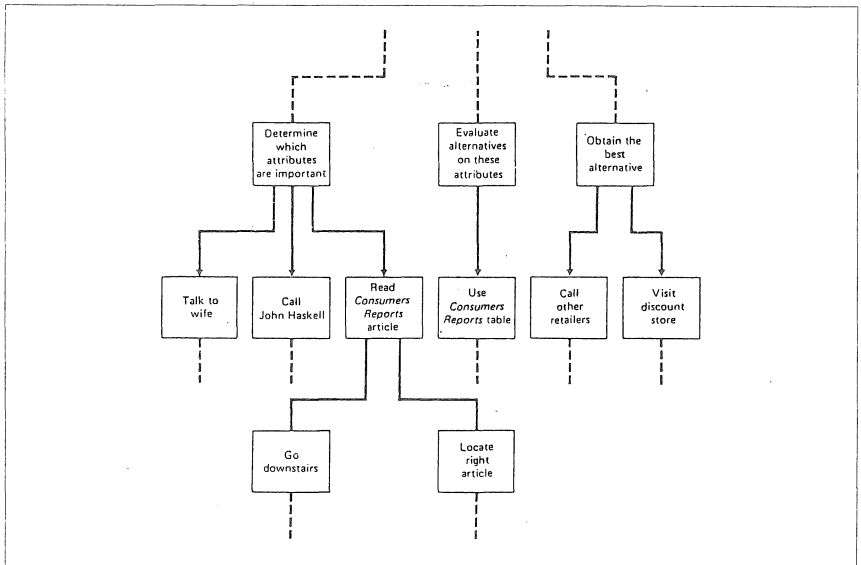 Determine
which
attributes
are important
Evaluate
alternatives
on these
attributes
Obtain the
best
alternative
Talk to
wife
Call
John Haskell
Read
Consumers
Reports
article
Use
Consumers
Reports table
Call
other
retailers
Visit
discount
store
Go
downstairs
Locate
right
article